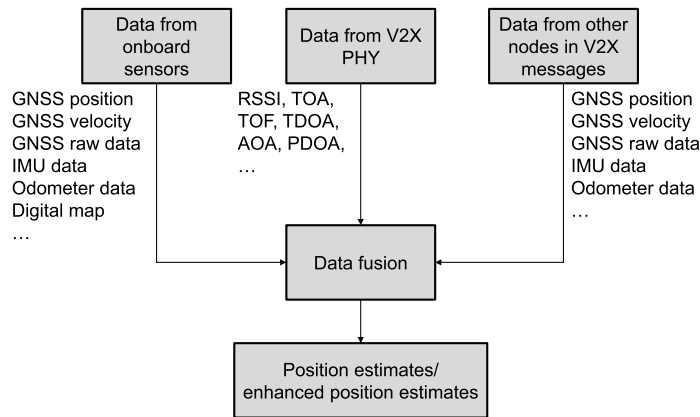 Data from
onboard
sensors
Data from V2X
PHY
Data from other
nodes in V2X
messages
GNSS position
GNSS velocity
GNSS raw data
IMU data
Odometer data
Digital map
…
RSSI, TOA,
TOF, TDOA,
AOA, PDOA,
…
GNSS position
GNSS velocity
GNSS raw data
IMU data
Odometer data
…
Data fusion
Position estimates/
enhanced position estimates